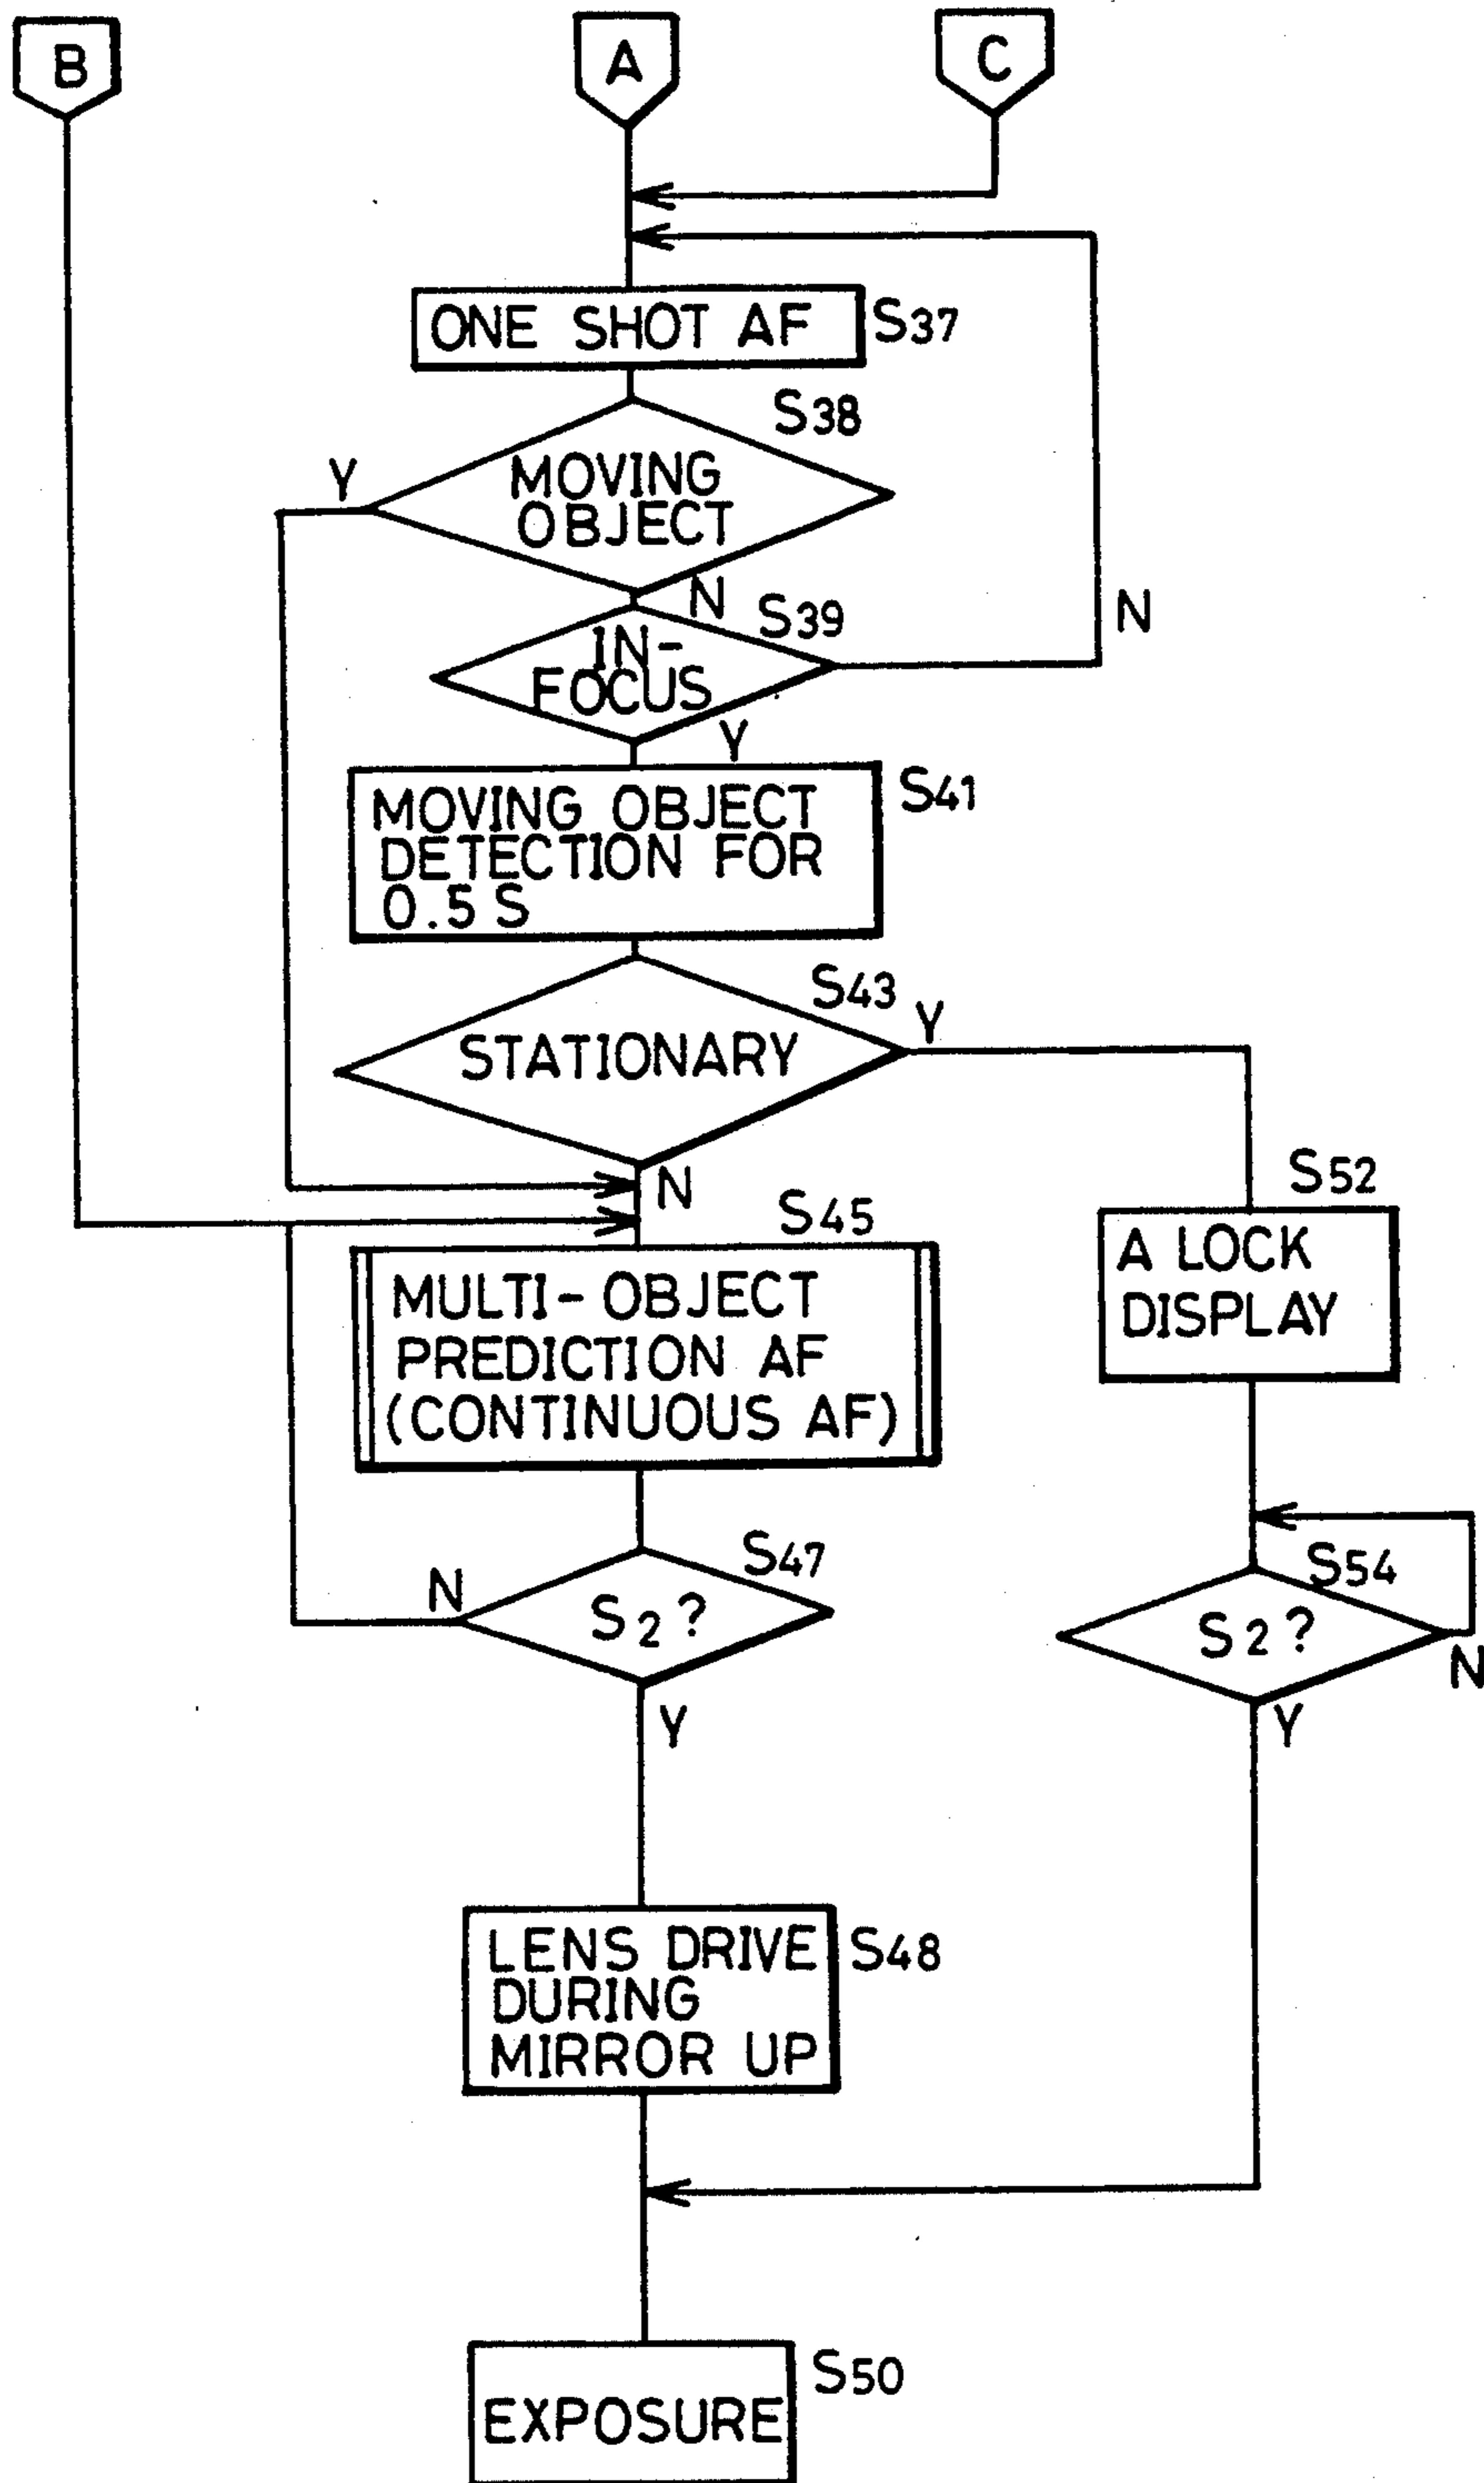 B
A
C
ONE SHOT AF
S37
S38
Y
MOVING
OBJECT
N
S39
IN-
FOCUS
N
Y
S41
MOVING OBJECT
DETECTION FOR
0.5 S
S43
STATIONARY
Y
N
S45
MULTI-OBJECT
PREDICTION AF
(CONTINUOUS AF)
S52
A LOCK
DISPLAY
S47
N
S2?
Y
S54
S2?
N
Y
LENS DRIVE
DURING
MIRROR UP
S48
S50
EXPOSURE